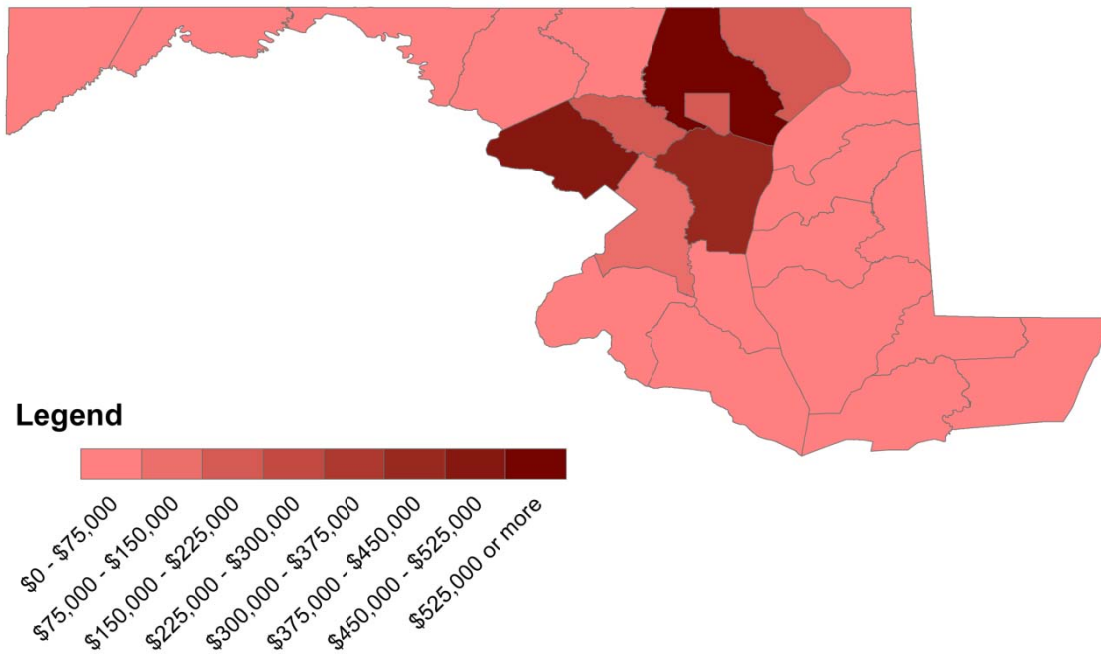 Legend
$0 - $75,000
$75,000 - $150,000
$150,000 - $225,000
$225,000 - $300,000
$300,000 - $375,000
$375,000 - $450,000
$450,000 - $525,000
$525,000 or more